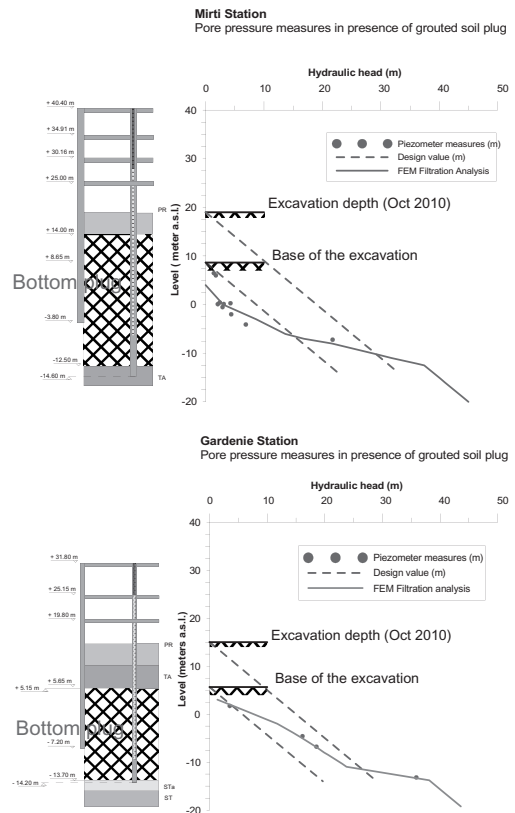 Mirti Station
Pore pressure measures in presence of grouted soil plug
Hydraulic head (m)
0 10 20 30 40 50
+ 40.40 m
+ 34.91 m
+ 30.16 m
+ 25.00 m
PR
+ 14.00 m
+ 8.65 m
Bottom plug
-3.80 m
-12.50 m
-14.60 m
TA
Level ( meter a.s.l.)
40
30
20
10
0
-10
-20
Piezometer measures (m)
Design value (m)
FEM Filtration Analysis
Excavation depth (Oct 2010)
Base of the excavation
Gardenie Station
Pore pressure measures in presence of grouted soil plug
Hydraulic head (m)
0 10 20 30 40 50
+ 31.80 m
+ 25.15 m
+ 19.60 m
PR
TA
+ 5.65 m
+ 5.15 m
Bottom plug
- 7.20 m
- 13.70 m
- 14.20 m
STa
ST
Level (meters a.s.l.)
40
30
20
10
0
-10
-20
Piezometer measures (m)
Design value (m)
FEM Filtration analysis
Excavation depth (Oct 2010)
Base of the excavation